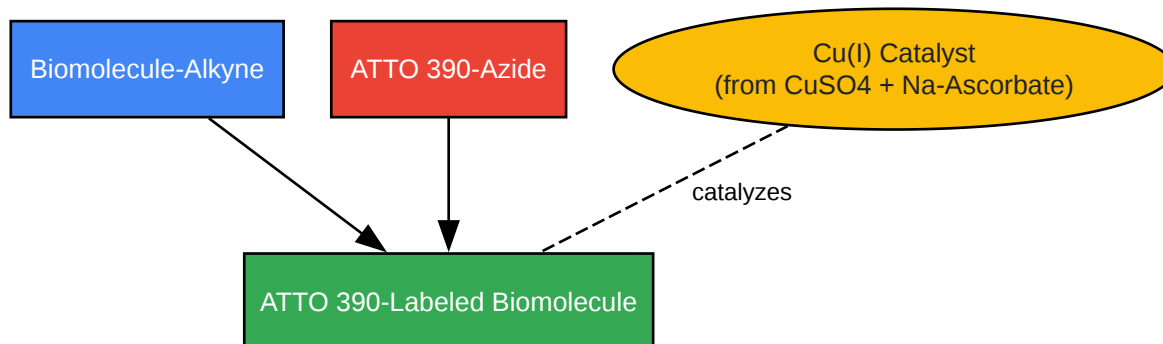 Biomolecule-Alkyne
ATTO 390-Azide
Cu(I) Catalyst
(from CuSO4 + Na-Ascorbate)
catalyzes
ATTO 390-Labeled Biomolecule